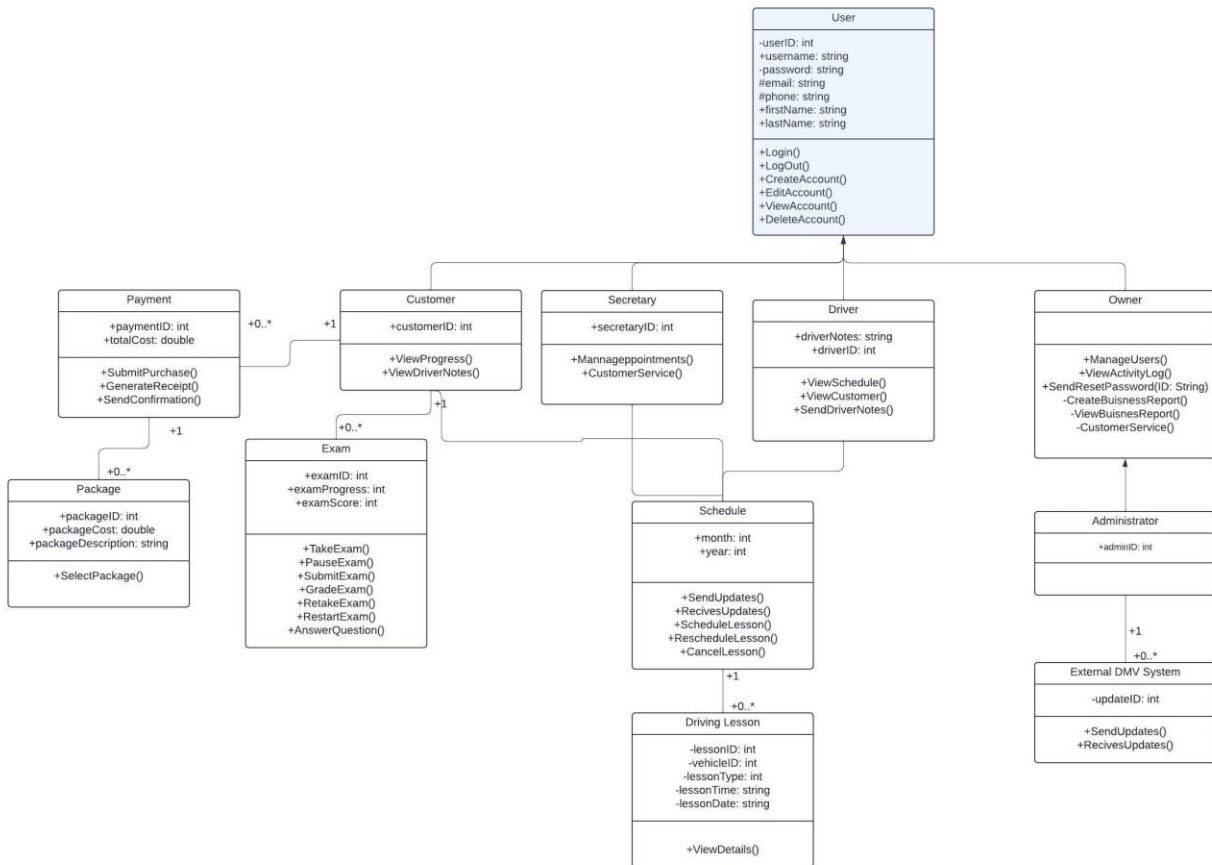 User
-userID: int
+username: string
-password: string
#email: string
#phone: string
+firstName: string
+lastName: string
+Login()
+LogOut()
+CreateAccount()
+EditAccount()
+ViewAccount()
+DeleteAccount()
Payment
+paymentID: int
+totalCost: double
+SubmitPurchase()
+GenerateReceipt()
+SendConfirmation()
+0..*
+1
Customer
+customerID: int
+ViewProgress()
+ViewDriverNotes()
Secretary
+secretaryID: int
+Mannageppointments()
+CustomerService()
Driver
+driverNotes: string
+driverID: int
+ViewSchedule()
+ViewCustomer()
+SendDriverNotes()
Owner
+ManageUsers()
+ViewActivityLog()
+SendResetPassword(ID: String)
-CreateBuisnessReport()
-ViewBuisnesReport()
-CustomerService()
+1
+0..*
Package
+packageID: int
+packageCost: double
+packageDescription: string
+SelectPackage()
+1
+0..*
Exam
+examID: int
+examProgress: int
+examScore: int
+TakeExam()
+PauseExam()
+SubmitExam()
+GradeExam()
+RetakeExam()
+RestartExam()
+AnswerQuestion()
Schedule
+month: int
+year: int
+SendUpdates()
+RecivesUpdates()
+ScheduleLesson()
+RescheduleLesson()
+CancelLesson()
+1
+0..*
Driving Lesson
-lessonID: int
-vehicleID: int
-lessonType: int
-lessonTime: string
-lessonDate: string
+ViewDetails()
Administrator
+adminID: int
+1
+0..*
External DMV System
-updateID: int
+SendUpdates()
+RecivesUpdates()